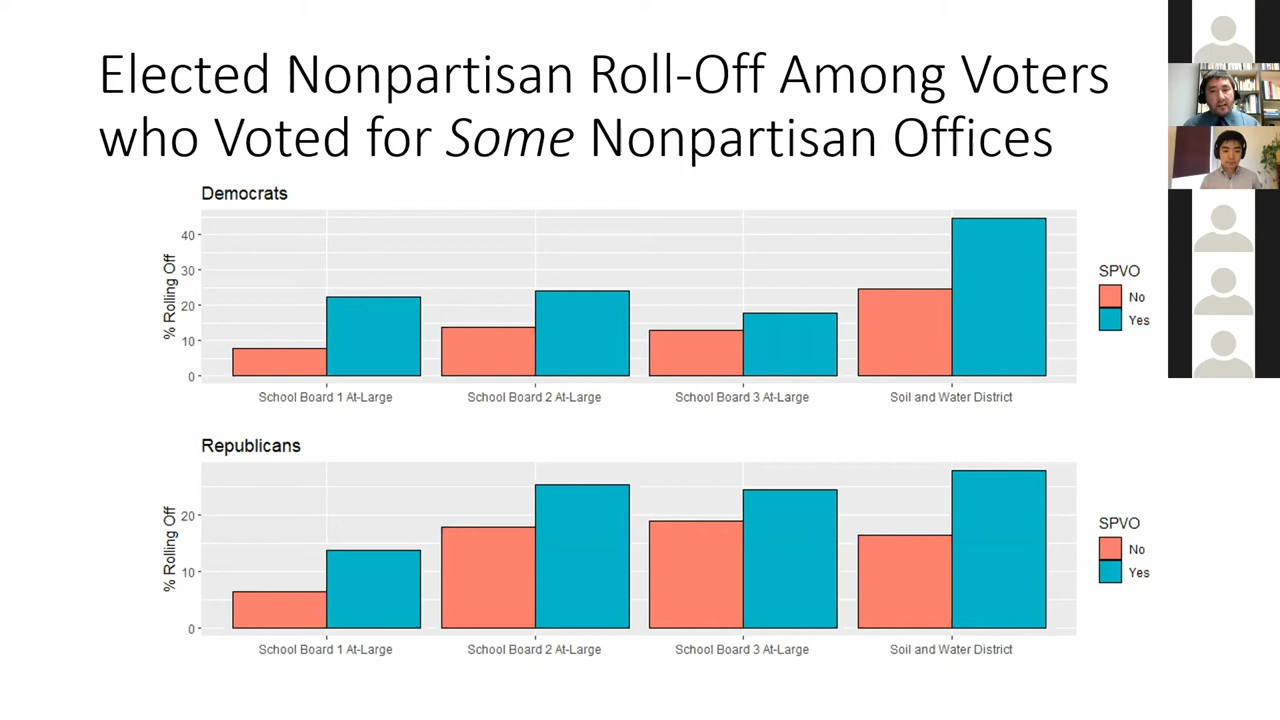 Elected Nonpartisan Roll-Off Among Voters
who Voted for Some Nonpartisan Offices
Democrats
% Rolling Off
40
30
20
10
0
School Board 1 At-Large
School Board 2 At-Large
School Board 3 At-Large
Soil and Water District
SPVO
No
Yes
Republicans
% Rolling Off
20
10
0
School Board 1 At-Large
School Board 2 At-Large
School Board 3 At-Large
Soil and Water District
SPVO
No
Yes